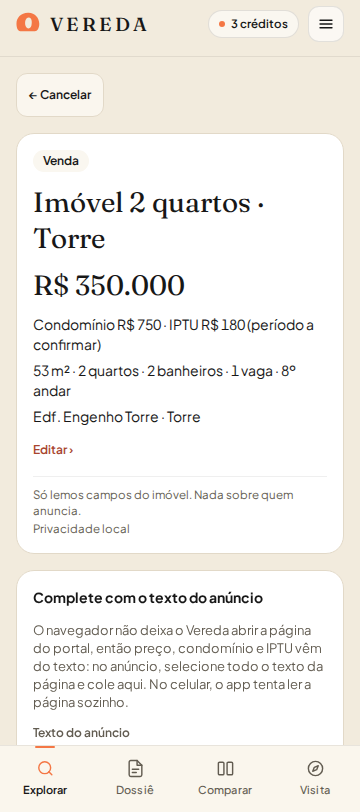 VEREDA
3 créditos
← Cancelar
Venda
Imóvel 2 quartos ·
Torre
R$ 350.000
Condomínio R$ 750 · IPTU R$ 180 (período a
confirmar)
53 m² · 2 quartos · 2 banheiros · 1 vaga · 8º
andar
Edf. Engenho Torre · Torre
Editar ›
Só lemos campos do imóvel. Nada sobre quem
anuncia.
Privacidade local
Complete com o texto do anúncio
O navegador não deixa o Vereda abrir a página
do portal, então preço, condomínio e IPTU vêm
do texto: no anúncio, selecione todo o texto da
página e cole aqui. No celular, o app tenta ler a
página sozinho.
Texto do anúncio
Explorar
Dossiê
Comparar
Visita